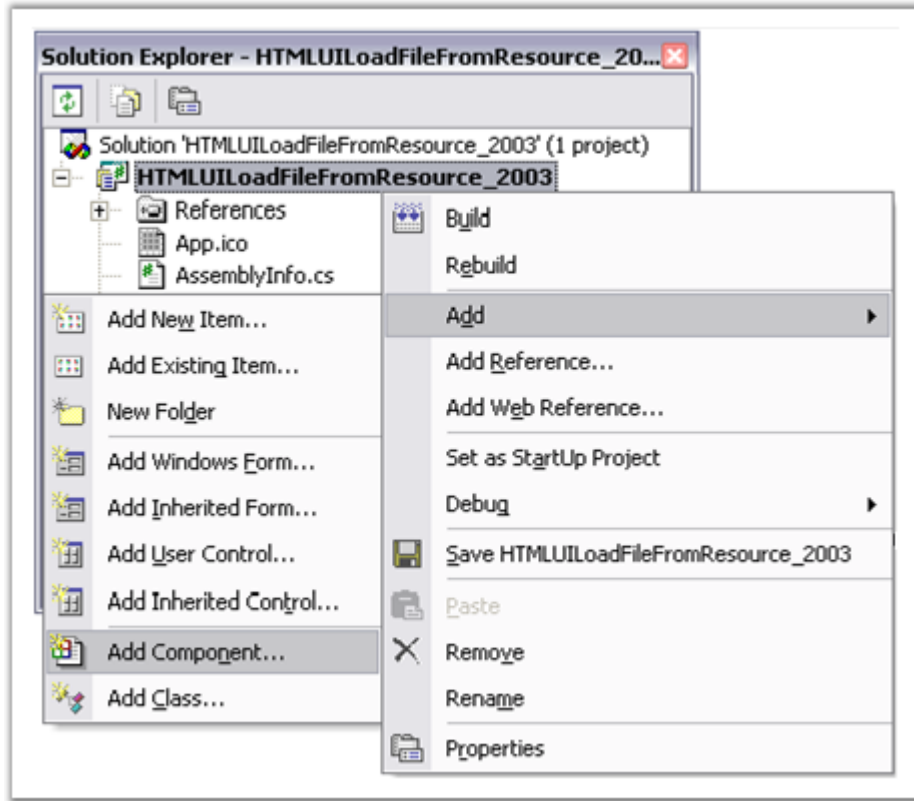 Solution Explorer - HTMLUILoadFileFromResource_20...
Solution 'HTMLUILoadFileFromResource_2003' (1 project)
HTMLUILoadFileFromResource_2003
References
App.ico
AssemblyInfo.cs
Add New Item...
Add Existing Item...
New Folder
Add Windows Form...
Add Inherited Form...
Add User Control...
Add Inherited Control...
Add Component...
Add Class...
Build
Rebuild
Add
Add Reference...
Add Web Reference...
Set as StartUp Project
Debug
Save HTMLUILoadFileFromResource_2003
Paste
Remove
Rename
Properties